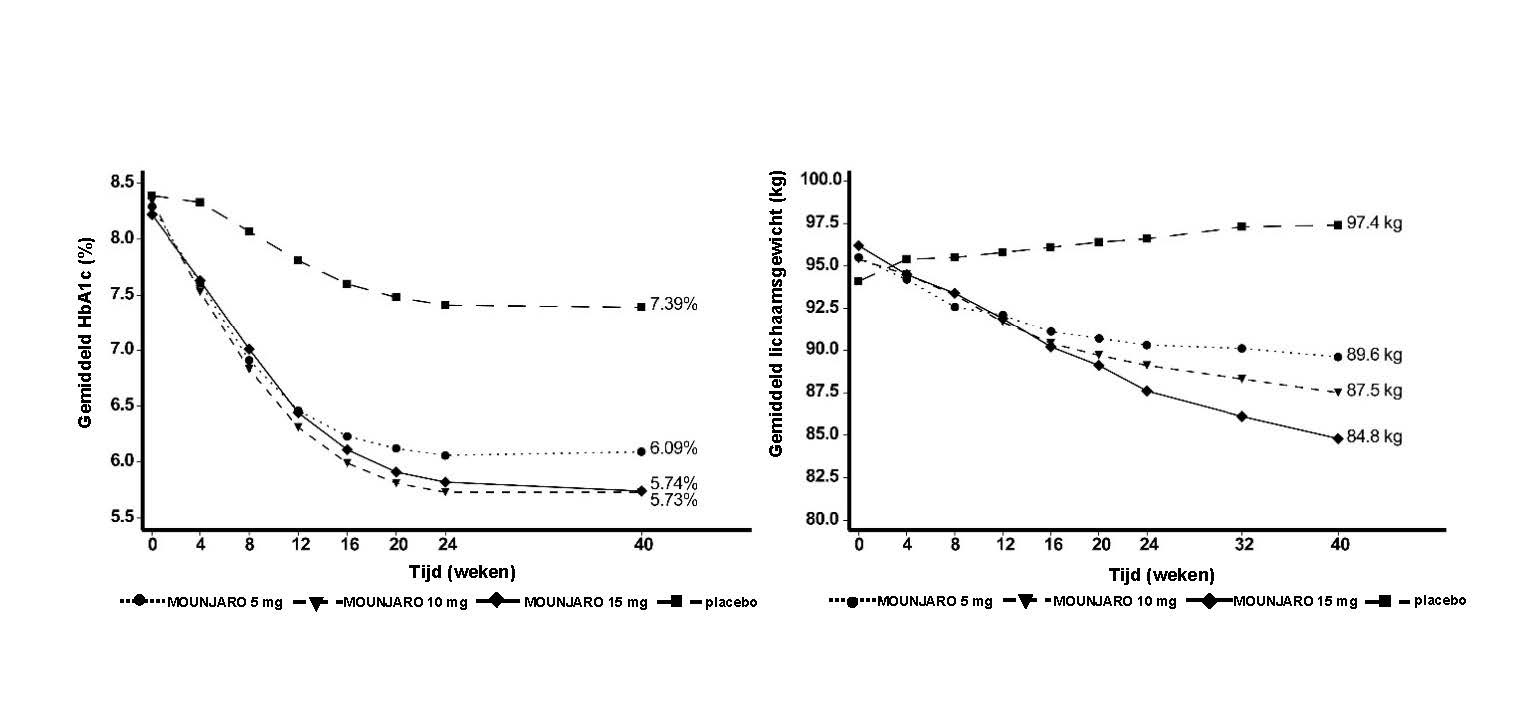 Gemiddeld HbA1c (%)
8.5
8.0
7.5
7.0
6.5
6.0
5.5
7.39%
6.09%
5.74%
5.73%
0 4 8 12 16 20 24 40
Tijd (weken)
MOUNJARO 5 mg MOUNJARO 10 mg MOUNJARO 15 mg placebo
Gemiddeld lichaamsgewicht (kg)
100.0
97.5
95.0
92.5
90.0
87.5
85.0
82.5
80.0
97.4 kg
89.6 kg
87.5 kg
84.8 kg
0 4 8 12 16 20 24 32 40
Tijd (weken)
MOUNJARO 5 mg MOUNJARO 10 mg MOUNJARO 15 mg placebo